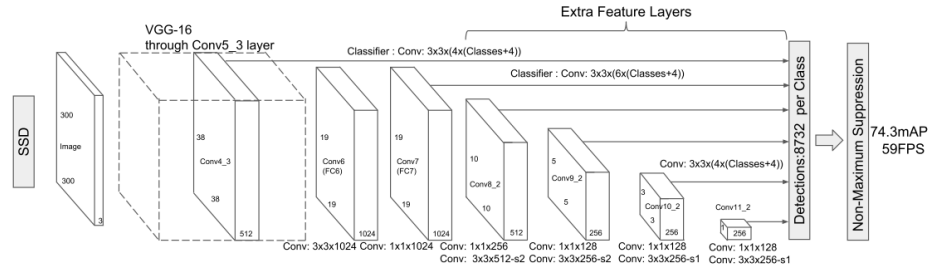 Extra Feature Layers
VGG-16
through Conv5_3 layer
Classifier : Conv: 3x3x(4x(Classes+4))
Classifier : Conv: 3x3x(6x(Classes+4))
SSD
300
Image
300
3
38
Conv4_3
38
512
19
Conv6
(FC6)
19
1024
19
Conv7
(FC7)
19
1024
10
Conv8_2
10
512
5
Conv9_2
5
256
Conv: 3x3x(4x(Classes+4))
3
Conv10_2
3
256
Conv11_2
1
256
Detections:8732 per Class
Non-Maximum Suppression
74.3mAP
59FPS
Conv: 3x3x1024
Conv: 1x1x1024
Conv: 1x1x256
Conv: 3x3x512-s2
Conv: 1x1x128
Conv: 3x3x256-s2
Conv: 1x1x128
Conv: 3x3x256-s1
Conv: 1x1x128
Conv: 3x3x256-s1